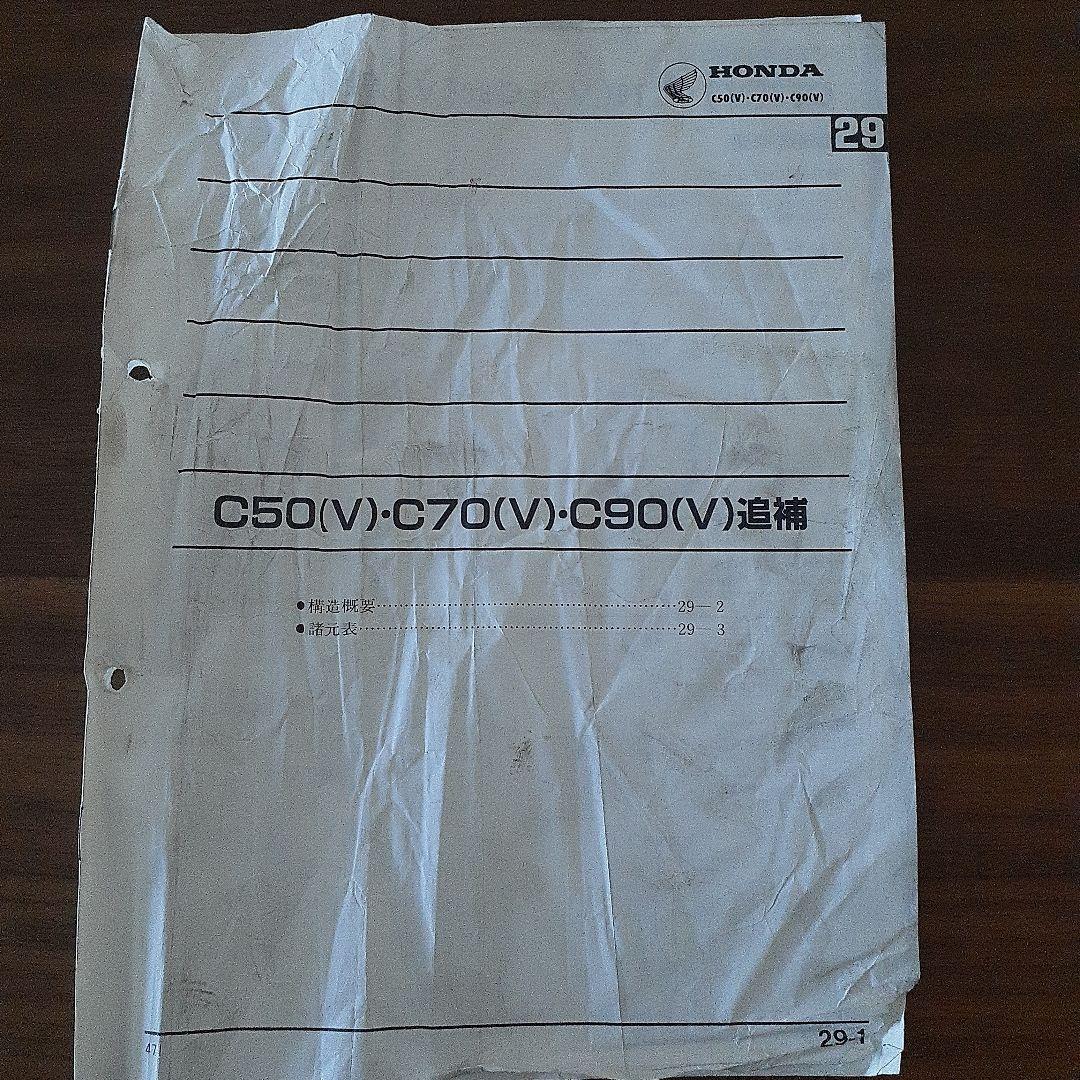 HONDA
C50(V)・C70(V)・C90(V)
29
C50(V)・C70(V)・C90(V)追補
●構造概要……………………………………………29―2
●諸元表………………………………………………29―3
29-1
47